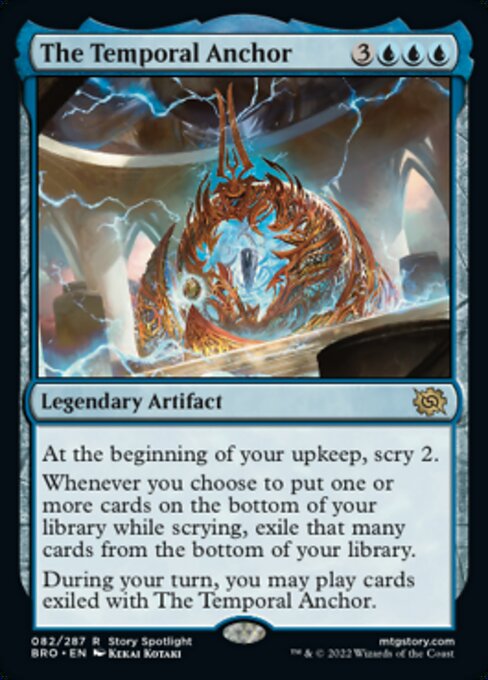 The Temporal Anchor 3
Legendary Artifact
At the beginning of your upkeep, scry 2.
Whenever you choose to put one or
more cards on the bottom of your
library while scrying, exile that many
cards from the bottom of your library.
During your turn, you may play cards
exiled with The Temporal Anchor.
082/287 R Story Spotlight
mtgstory.com
BRO • EN Kekai Kotaki
™ & © 2022 Wizards of the Coast